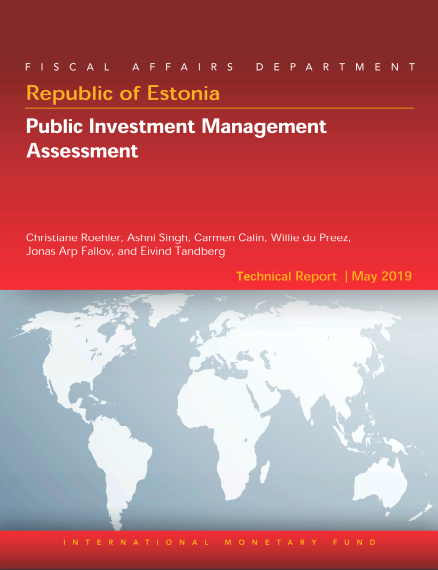 FISCAL AFFAIRS DEPARTMENT
Republic of Estonia
Public Investment Management
Assessment
Christiane Roehler, Ashni Singh, Carmen Calin, Willie du Preez,
Jonas Arp Fallov, and Eivind Tandberg
Technical Report | May 2019
INTERNATIONAL MONETARY FUND